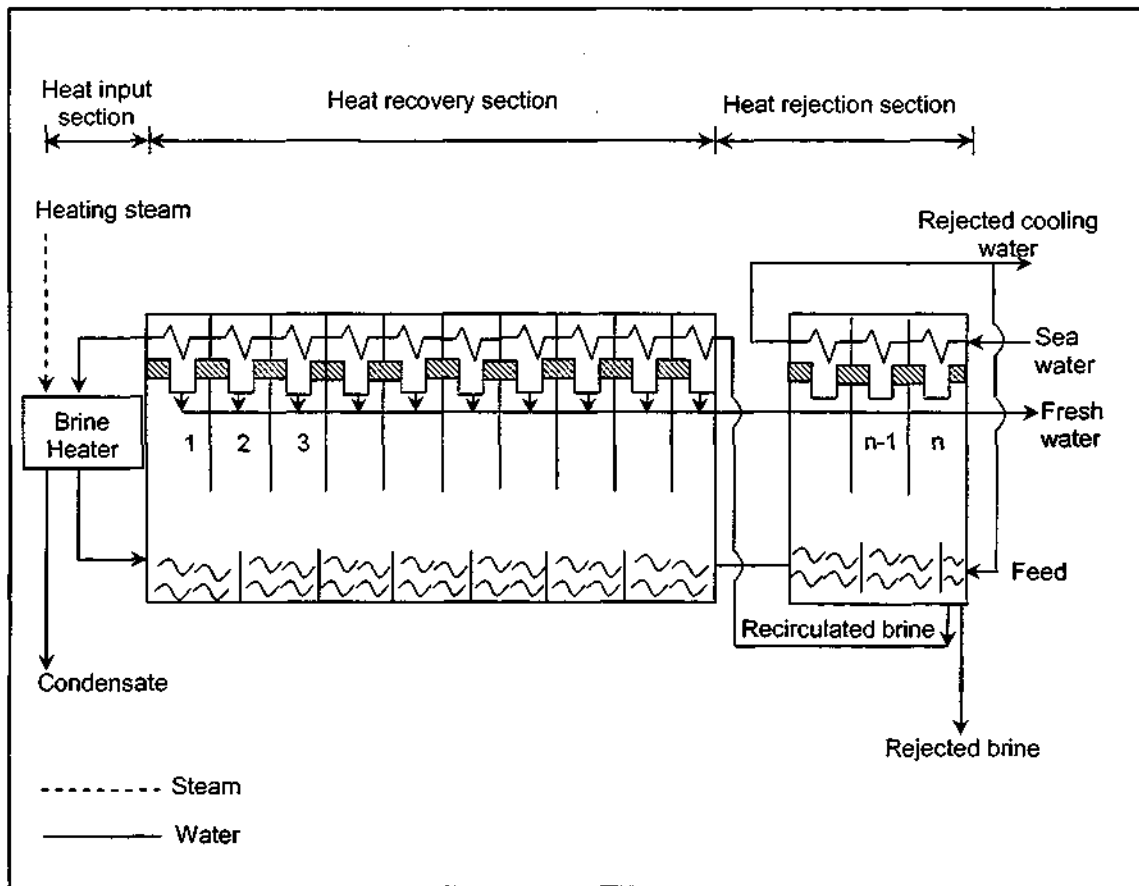 Heat input
section
Heat recovery section
Heat rejection section
Heating steam
Rejected cooling
water
Sea
water
Fresh
water
Brine
Heater
1
2
3
n-1
n
Feed
Recirculated brine
Condensate
Rejected brine
Steam
Water